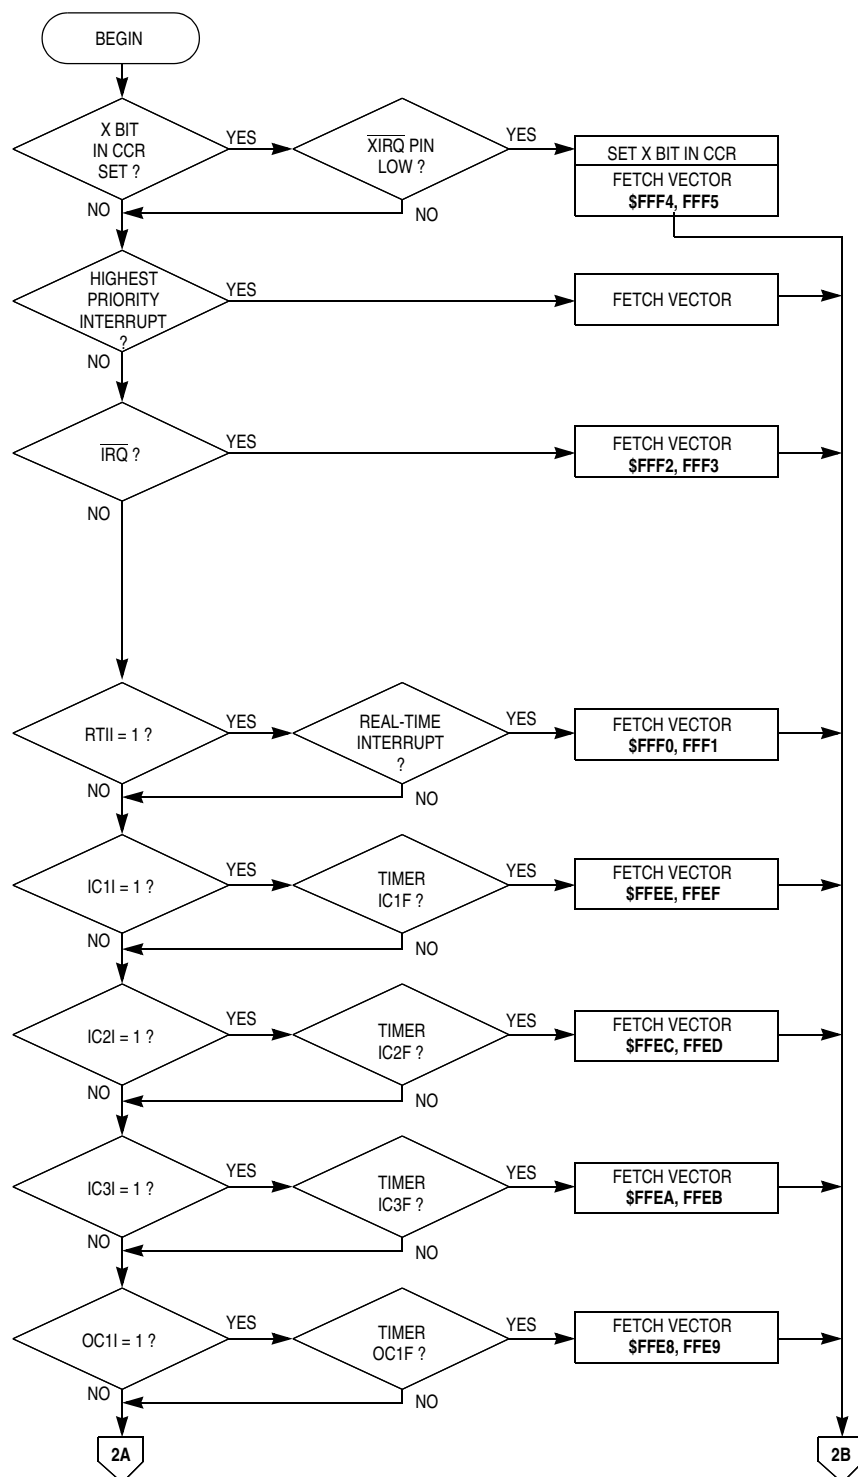 BEGIN
X BIT
IN CCR
SET ?
YES
XIRQ PIN
LOW ?
YES
SET X BIT IN CCR
FETCH VECTOR
$FFF4, FFF5
NO
NO
HIGHEST
PRIORITY
INTERRUPT
?
YES
FETCH VECTOR
NO
IRQ ?
YES
FETCH VECTOR
$FFF2, FFF3
NO
RTII = 1 ?
YES
REAL-TIME
INTERRUPT
?
YES
FETCH VECTOR
$FFF0, FFF1
NO
NO
IC1I = 1 ?
YES
TIMER
IC1F ?
YES
FETCH VECTOR
$FFEE, FFEF
NO
NO
IC2I = 1 ?
YES
TIMER
IC2F ?
YES
FETCH VECTOR
$FFEC, FFED
NO
NO
IC3I = 1 ?
YES
TIMER
IC3F ?
YES
FETCH VECTOR
$FFEA, FFEB
NO
NO
OC1I = 1 ?
YES
TIMER
OC1F ?
YES
FETCH VECTOR
$FFE8, FFE9
NO
NO
2A
2B